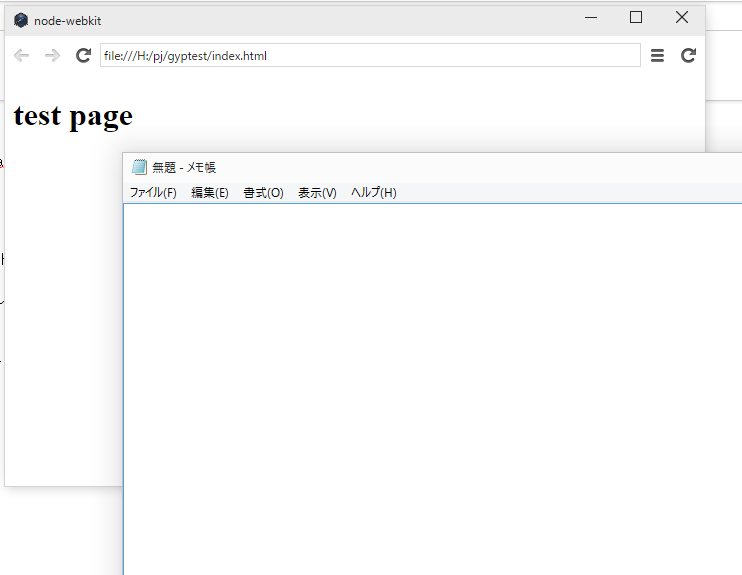 node-webkit
file:///H:/pj/gyptest/index.html
test page
無題 - メモ帳
ファイル(F) 編集(E) 書式(O) 表示(V) ヘルプ(H)